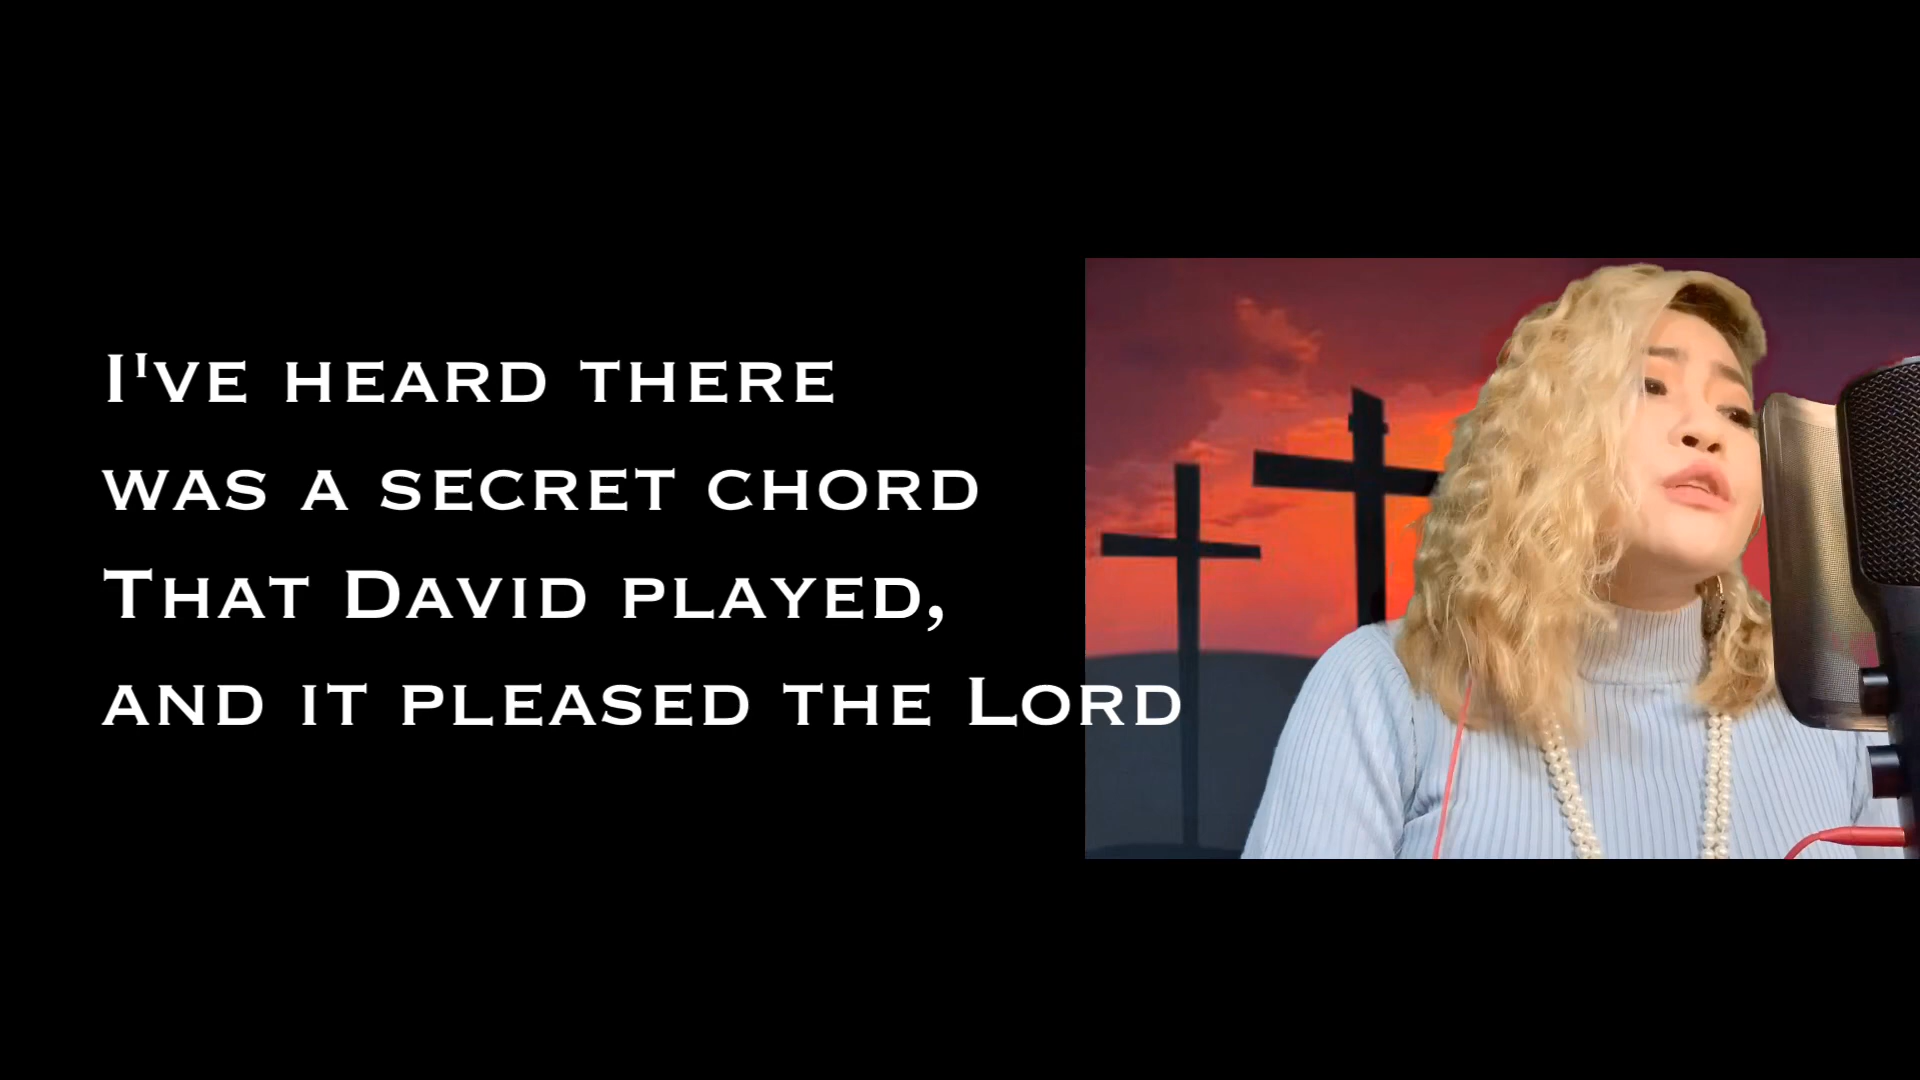 I've heard there
was a secret chord
That David played,
and it pleased the Lord